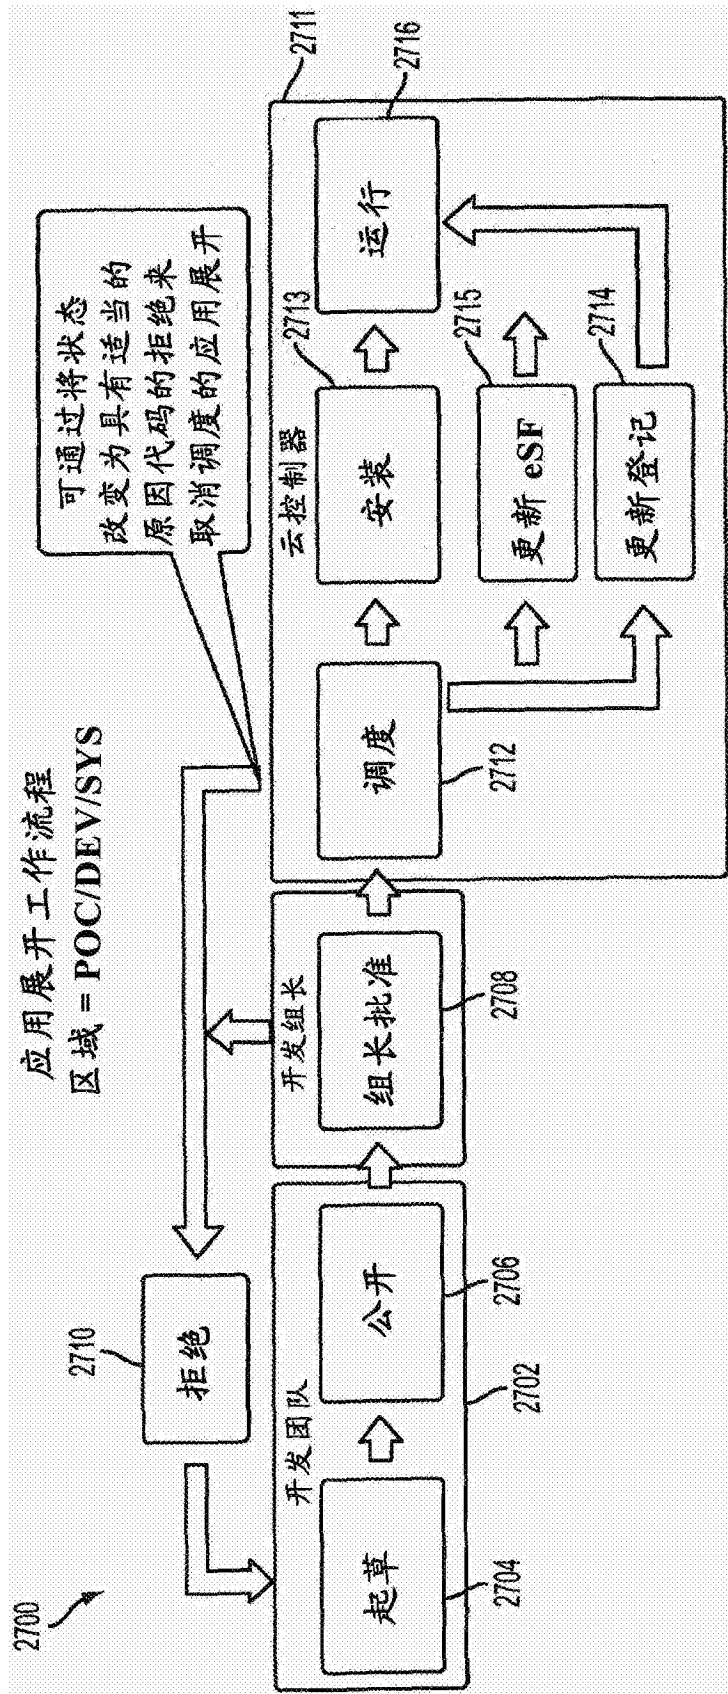 应用展开工作流程
区域 = POC/DEV/SYS
可通过将状态
改变为具有适当的
原因代码的拒绝来
取消调度的应用展开
2700
2710
拒绝
开发团队
起草
2704
公开
2706
2702
开发组长
组长批准
2708
云控制器
2711
调度
2712
安装
2713
运行
2716
更新 eSF
2715
更新登记
2714